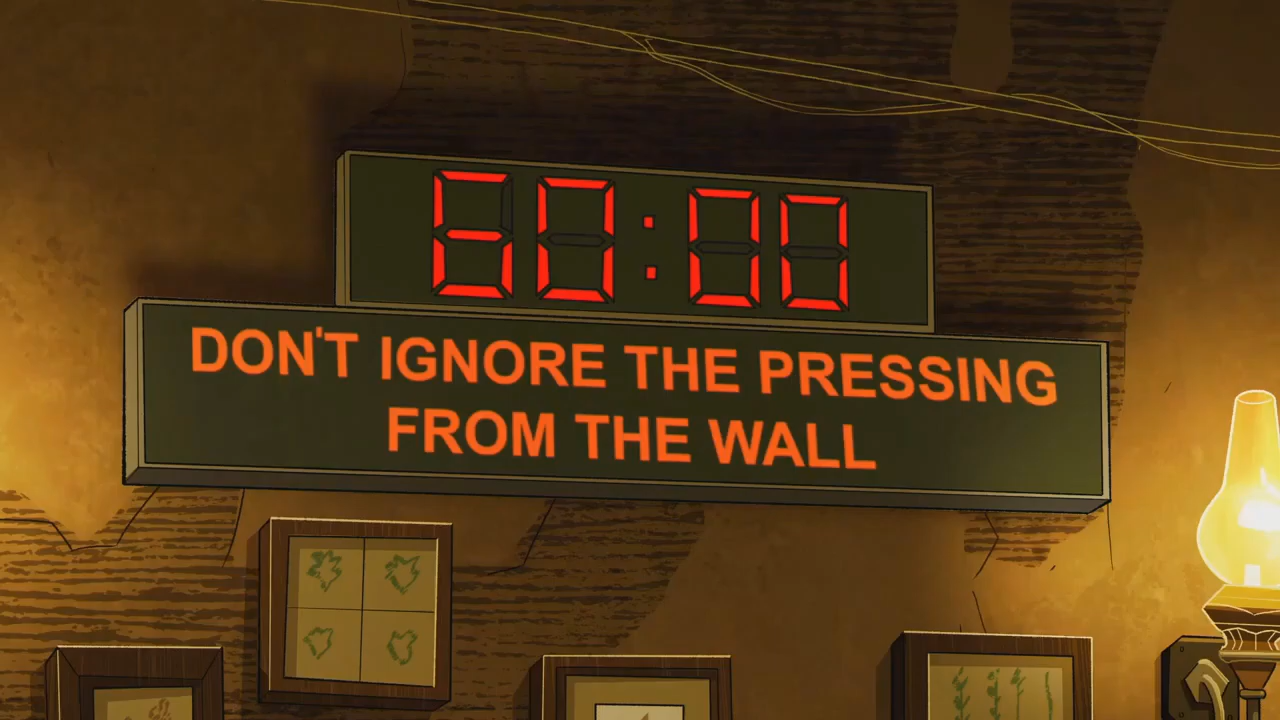 60:00
DON'T IGNORE THE PRESSING
FROM THE WALL